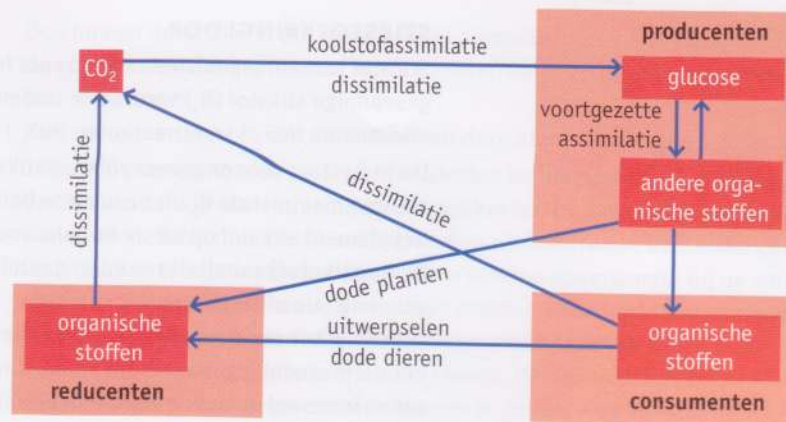 producenten
koolstofassimilatie
CO₂
glucose
dissimilatie
voortgezette
assimilatie
dissimilatie
andere orga-
nische stoffen
dissimilatie
dode planten
organische
stoffen
uitwerpselen
dode dieren
organische
stoffen
reducenten
consumenten